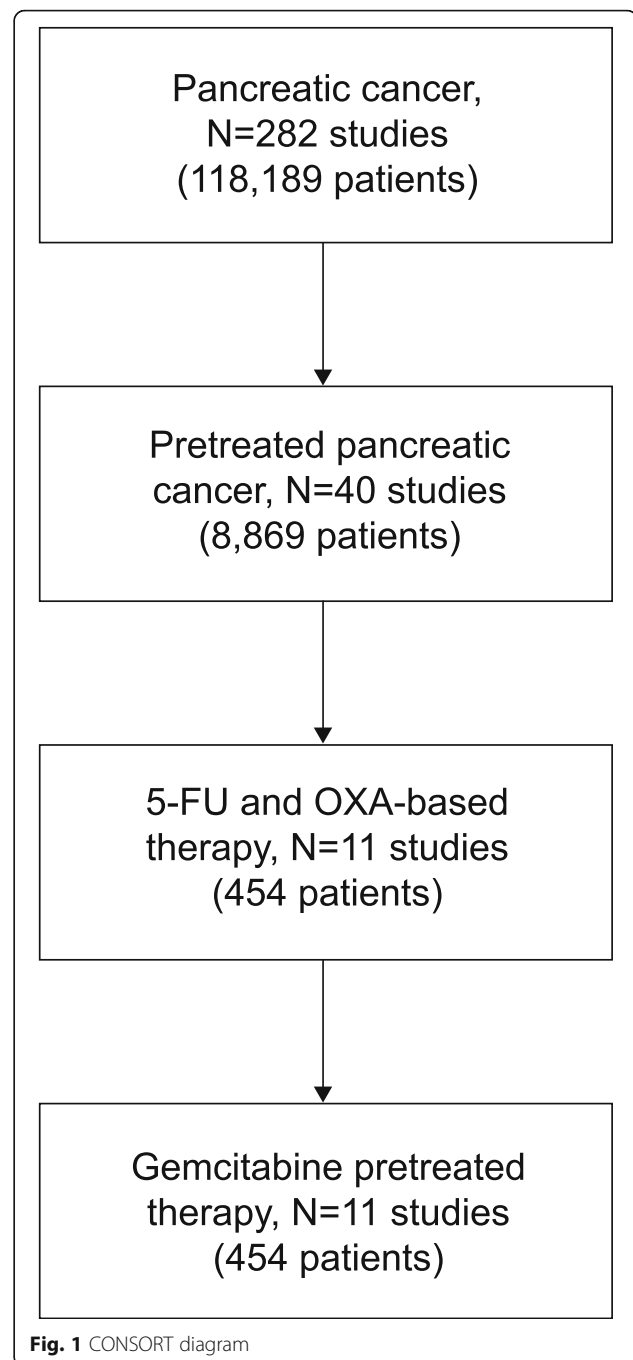 Pancreatic cancer,
N=282 studies
(118,189 patients)
Pretreated pancreatic
cancer, N=40 studies
(8,869 patients)
5-FU and OXA-based
therapy, N=11 studies
(454 patients)
Gemcitabine pretreated
therapy, N=11 studies
(454 patients)
Fig. 1 CONSORT diagram